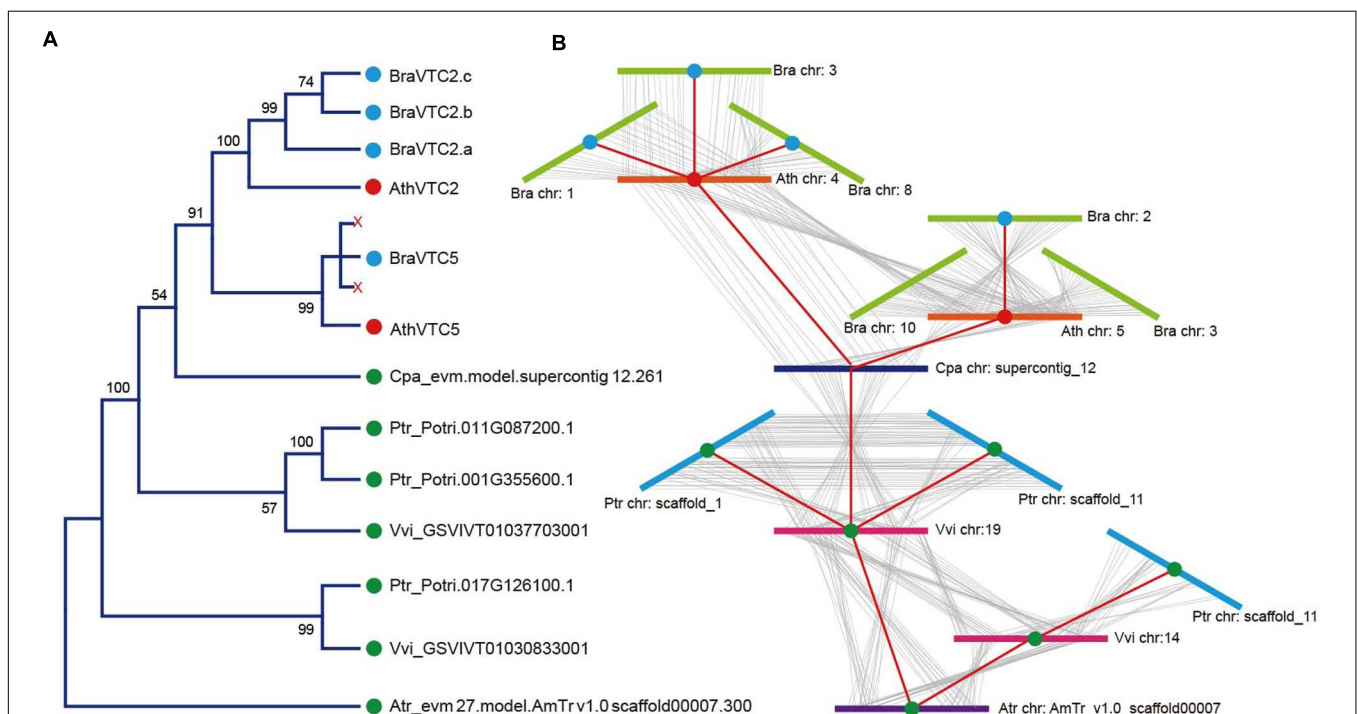 A
BraVTC2.c
74
BraVTC2.b
99
BraVTC2.a
100
AthVTC2
91
X
BraVTC5
X
99
AthVTC5
54
Cpa_evm.model.supercontig 12.261
100
Ptr_Potri.011G087200.1
100
Ptr_Potri.001G355600.1
57
Vvi_GSVIVT01037703001
Ptr_Potri.017G126100.1
99
Vvi_GSVIVT01030833001
Atr_evm 27.model.AmTr v1.0 scaffold00007.300
B
Bra chr: 3
Bra chr: 1
Ath chr: 4
Bra chr: 8
Bra chr: 2
Bra chr: 10
Ath chr: 5
Bra chr: 3
Cpa chr: supercontig_12
Ptr chr: scaffold_1
Ptr chr: scaffold_11
Vvi chr:19
Ptr chr: scaffold_11
Vvi chr:14
Atr chr: AmTr_v1.0_scaffold00007